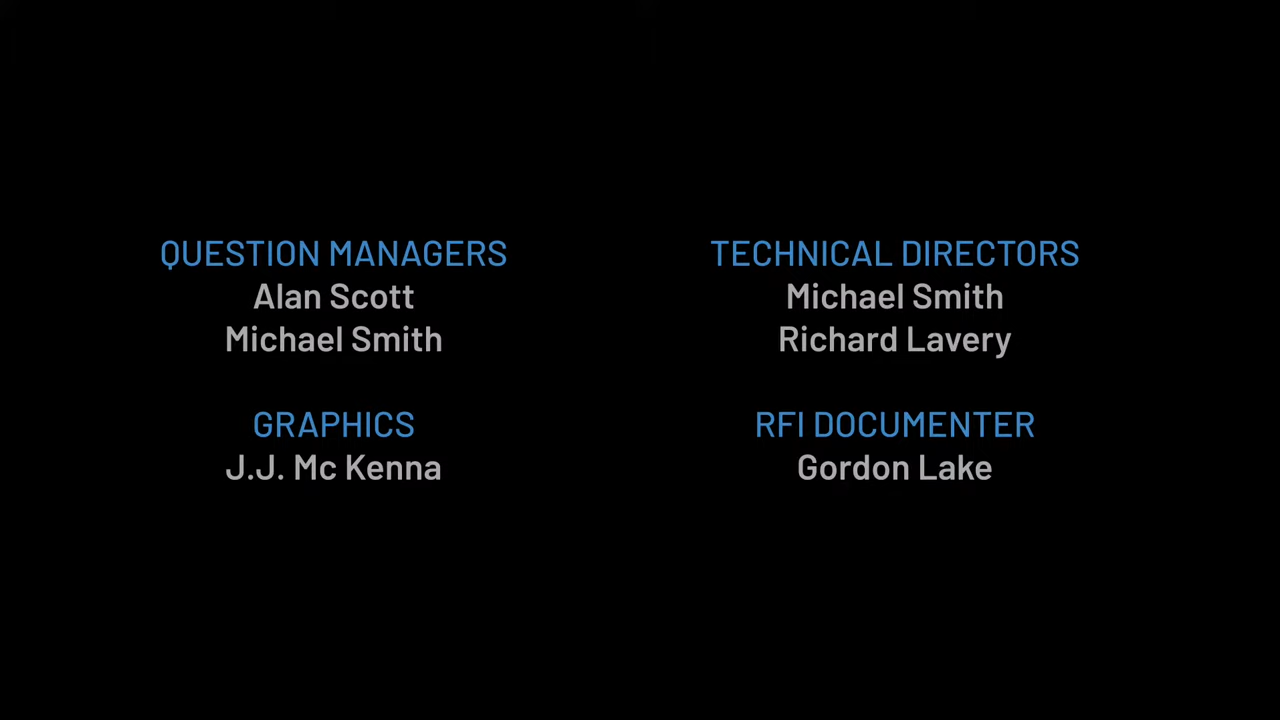 QUESTION MANAGERS
Alan Scott
Michael Smith
TECHNICAL DIRECTORS
Michael Smith
Richard Lavery
GRAPHICS
J.J. Mc Kenna
RFI DOCUMENTER
Gordon Lake